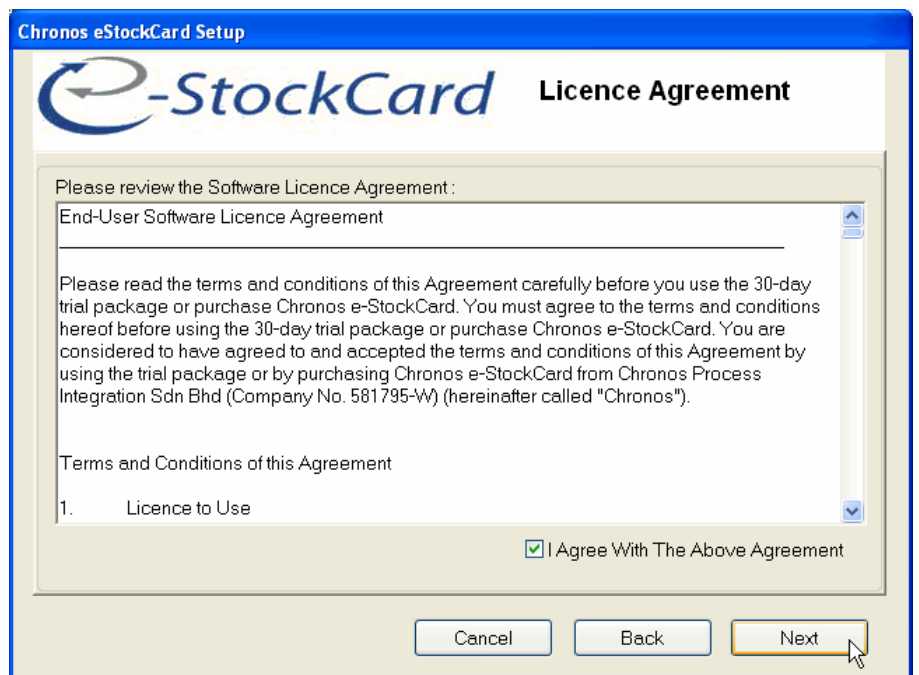 Chronos eStockCard Setup
e-StockCard
Licence Agreement
Please review the Software Licence Agreement :
End-User Software Licence Agreement
Please read the terms and conditions of this Agreement carefully before you use the 30-day
trial package or purchase Chronos e-StockCard. You must agree to the terms and conditions
hereof before using the 30-day trial package or purchase Chronos e-StockCard. You are
considered to have agreed to and accepted the terms and conditions of this Agreement by
using the trial package or by purchasing Chronos e-StockCard from Chronos Process
Integration Sdn Bhd (Company No. 581795-W) (hereinafter called "Chronos").
Terms and Conditions of this Agreement
1. Licence to Use
I Agree With The Above Agreement
Cancel Back Next